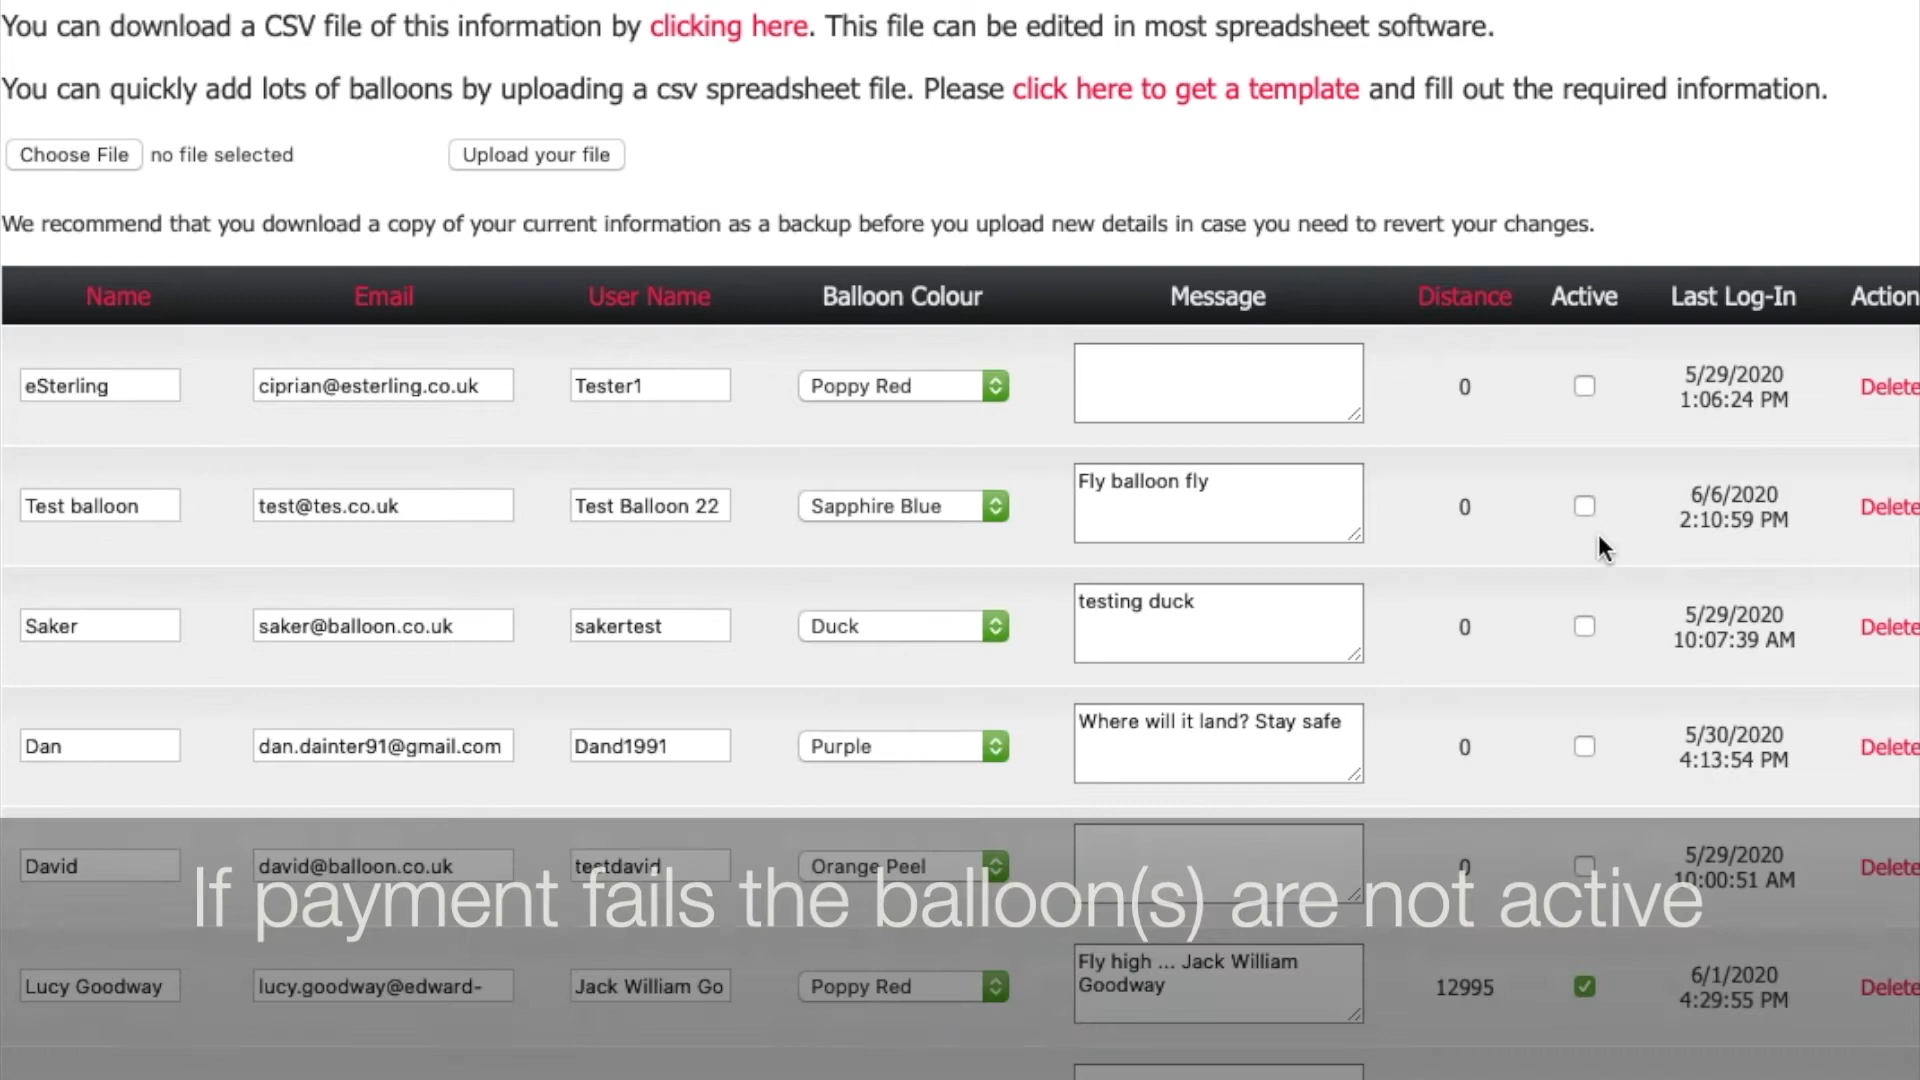 You can download a CSV file of this information by clicking here. This file can be edited in most spreadsheet software.
You can quickly add lots of balloons by uploading a csv spreadsheet file. Please click here to get a template and fill out the required information.
Choose File no file selected Upload your file
We recommend that you download a copy of your current information as a backup before you upload new details in case you need to revert your changes.
Name Email User Name Balloon Colour Message Distance Active Last Log-In Action
eSterling ciprian@esterling.co.uk Tester1 Poppy Red 0 5/29/2020 1:06:24 PM Delete
Test balloon test@tes.co.uk Test Balloon 22 Sapphire Blue Fly balloon fly 0 6/6/2020 2:10:59 PM Delete
Saker saker@balloon.co.uk sakertest Duck testing duck 0 5/29/2020 10:07:39 AM Delete
Dan dan.dainter91@gmail.com Dand1991 Purple Where will it land? Stay safe 0 5/30/2020 4:13:54 PM Delete
David david@balloon.co.uk testdavid Orange Peel 0 5/29/2020 10:00:51 AM Delete
If payment fails the balloon(s) are not active
Lucy Goodway lucy.goodway@edward- Jack William Go Poppy Red Fly high ... Jack William Goodway 12995 6/1/2020 4:29:55 PM Delete